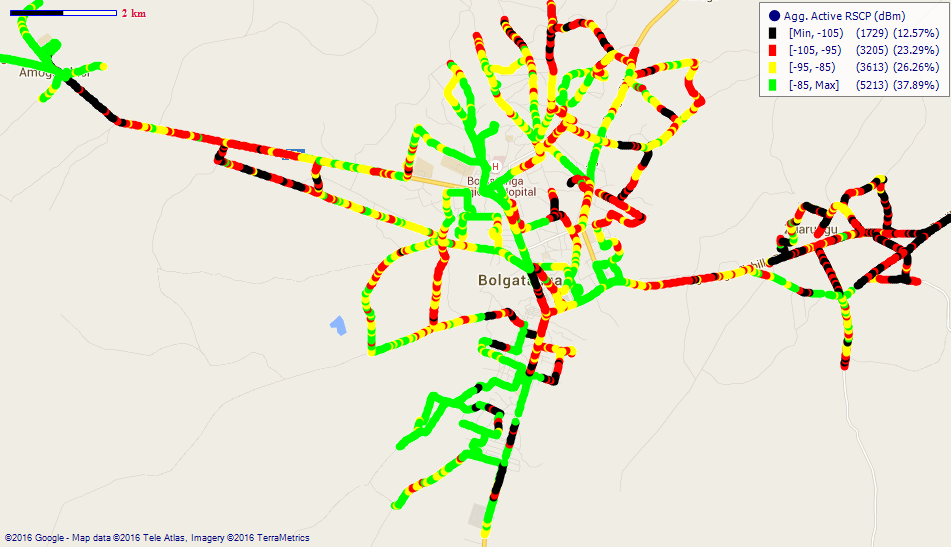 2 km
Agg. Active RSCP (dBm)
[Min, -105) (1729) (12.57%)
[-105, -95) (3205) (23.29%)
[-95, -85) (3613) (26.26%)
[-85, Max] (5213) (37.89%)
H
Bolgatanga
©2016 Google - Map data ©2016 Tele Atlas, Imagery ©2016 TerraMetrics